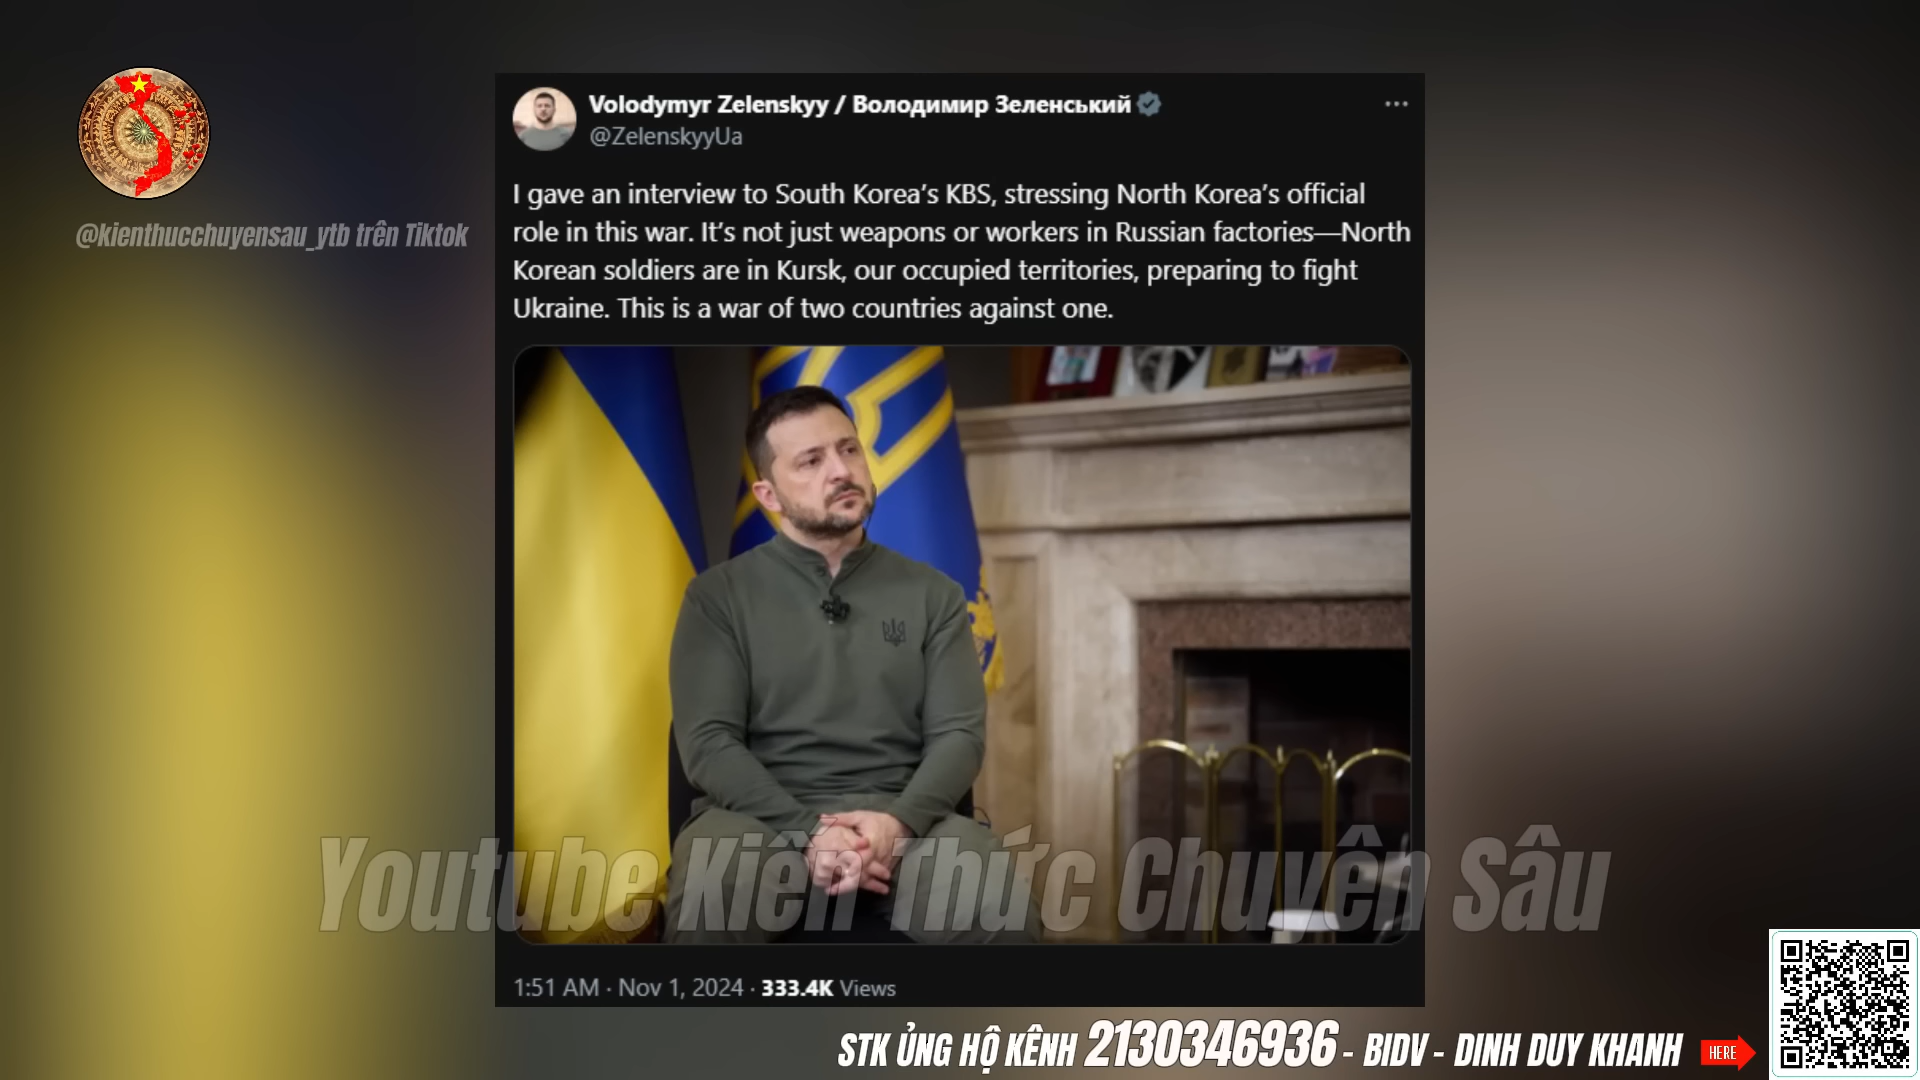 Volodymyr Zelenskyy / Володимир Зеленський
@ZelenskyyUa
I gave an interview to South Korea’s KBS, stressing North Korea’s official
role in this war. It’s not just weapons or workers in Russian factories—North
Korean soldiers are in Kursk, our occupied territories, preparing to fight
Ukraine. This is a war of two countries against one.
@kienthucchuyensau_ytb trên Tiktok
Youtube Kiến Thức Chuyên Sâu
1:51 AM · Nov 1, 2024 · 333.4K Views
STK ỦNG HỘ KÊNH 2130346936 - BIDV - DINH DUY KHANH
HERE